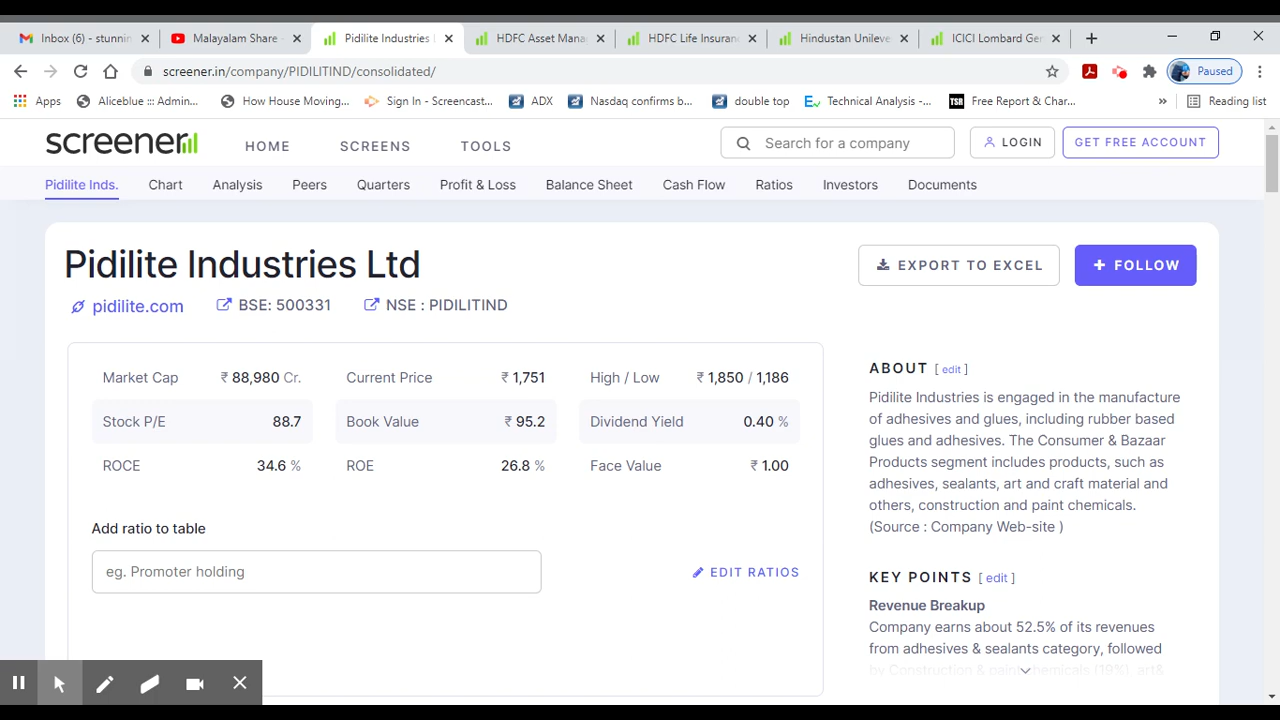 Inbox (6) - stunnin
Malayalam Share -
Pidilite Industries
HDFC Asset Mana
HDFC Life Insuran
Hindustan Unileve
ICICI Lombard Ger
screener.in/company/PIDILITIND/consolidated/
Paused
Apps
Aliceblue ::: Admin...
How House Moving...
Sign In - Screencast...
ADX
Nasdaq confirms b...
double top
Technical Analysis -...
TSR Free Report & Char...
»
Reading list
screener
HOME
SCREENS
TOOLS
Search for a company
LOGIN
GET FREE ACCOUNT
Pidilite Inds.
Chart
Analysis
Peers
Quarters
Profit & Loss
Balance Sheet
Cash Flow
Ratios
Investors
Documents
Pidilite Industries Ltd
EXPORT TO EXCEL
+ FOLLOW
pidilite.com
BSE: 500331
NSE : PIDILITIND
Market Cap ₹ 88,980 Cr.
Current Price ₹ 1,751
High / Low ₹ 1,850 / 1,186
Stock P/E 88.7
Book Value ₹ 95.2
Dividend Yield 0.40 %
ROCE 34.6 %
ROE 26.8 %
Face Value ₹ 1.00
Add ratio to table
eg. Promoter holding
EDIT RATIOS
ABOUT [ edit ]
Pidilite Industries is engaged in the manufacture
of adhesives and glues, including rubber based
glues and adhesives. The Consumer & Bazaar
Products segment includes products, such as
adhesives, sealants, art and craft material and
others, construction and paint chemicals.
(Source : Company Web-site )
KEY POINTS [ edit ]
Revenue Breakup
Company earns about 52.5% of its revenues
from adhesives & sealants category, followed
by Construction & paint chemicals (19%), art&